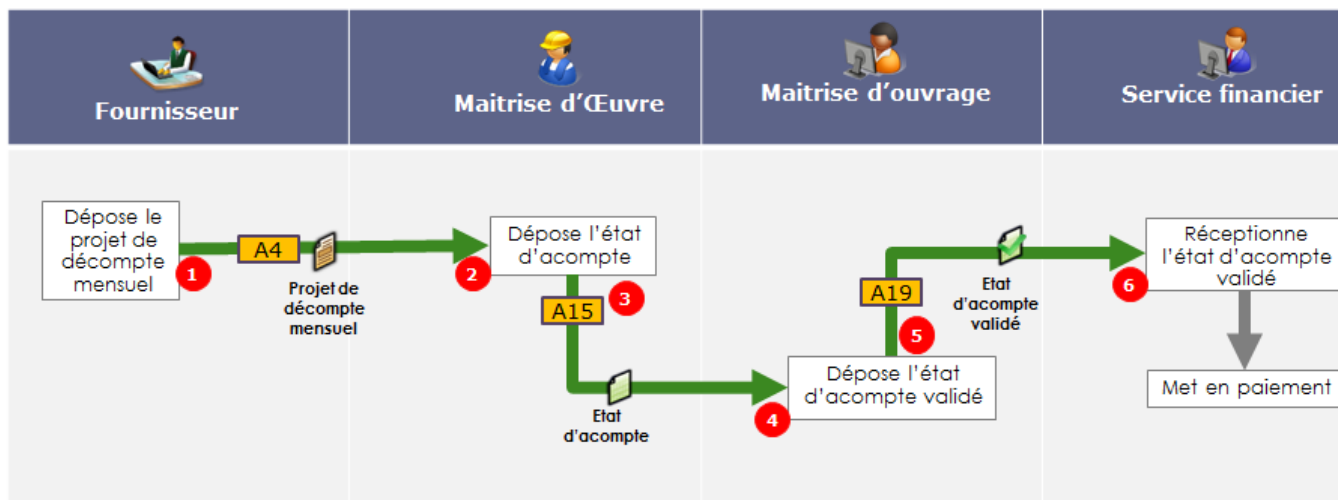 Fournisseur
Maitrise d'Œuvre
Maitrise d'ouvrage
Service financier
Dépose le
projet de
décompte
mensuel
1
A4
Projet de
décompte
mensuel
2
Dépose l'état
d'acompte
3
A15
Etat
d'acompte
4
Dépose l'état
d'acompte validé
5
A19
Etat
d'acompte
validé
6
Réceptionne
l'état d'acompte
validé
Met en paiement